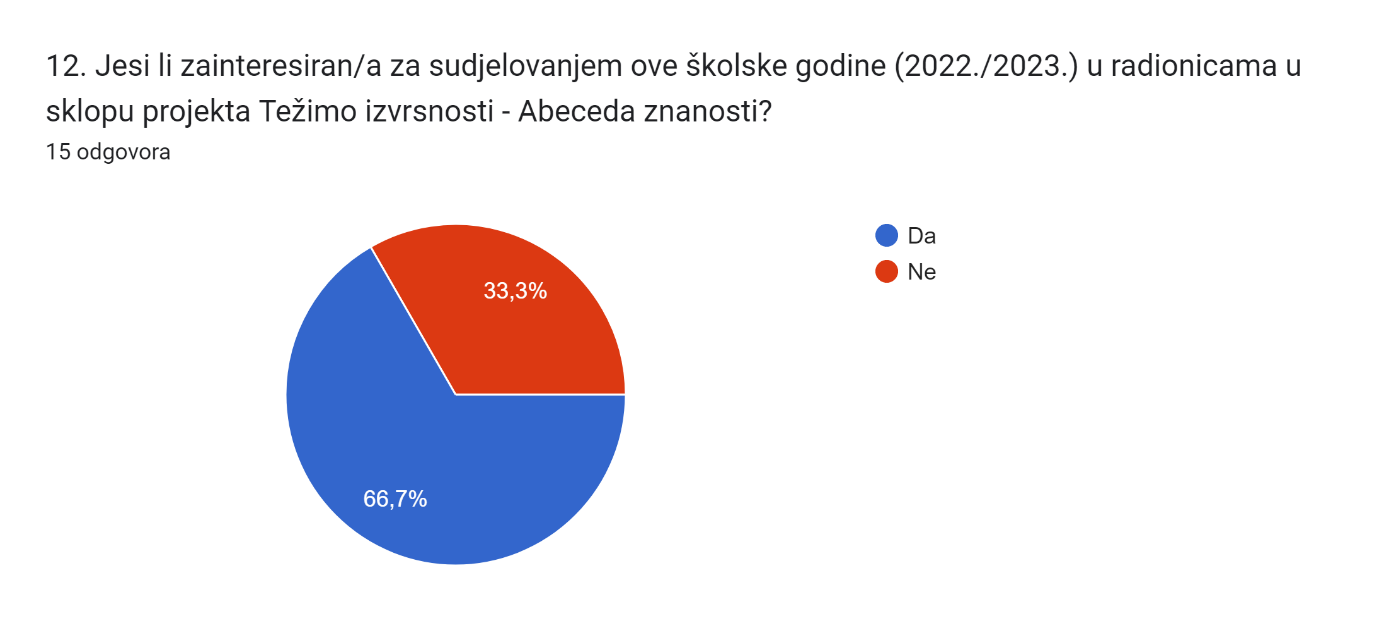 12. Jesi li zainteresiran/a za sudjelovanjem ove školske godine (2022./2023.) u radionicama u
sklopu projekta Težimo izvrsnosti - Abeceda znanosti?
15 odgovora
Da
Ne
33,3%
66,7%